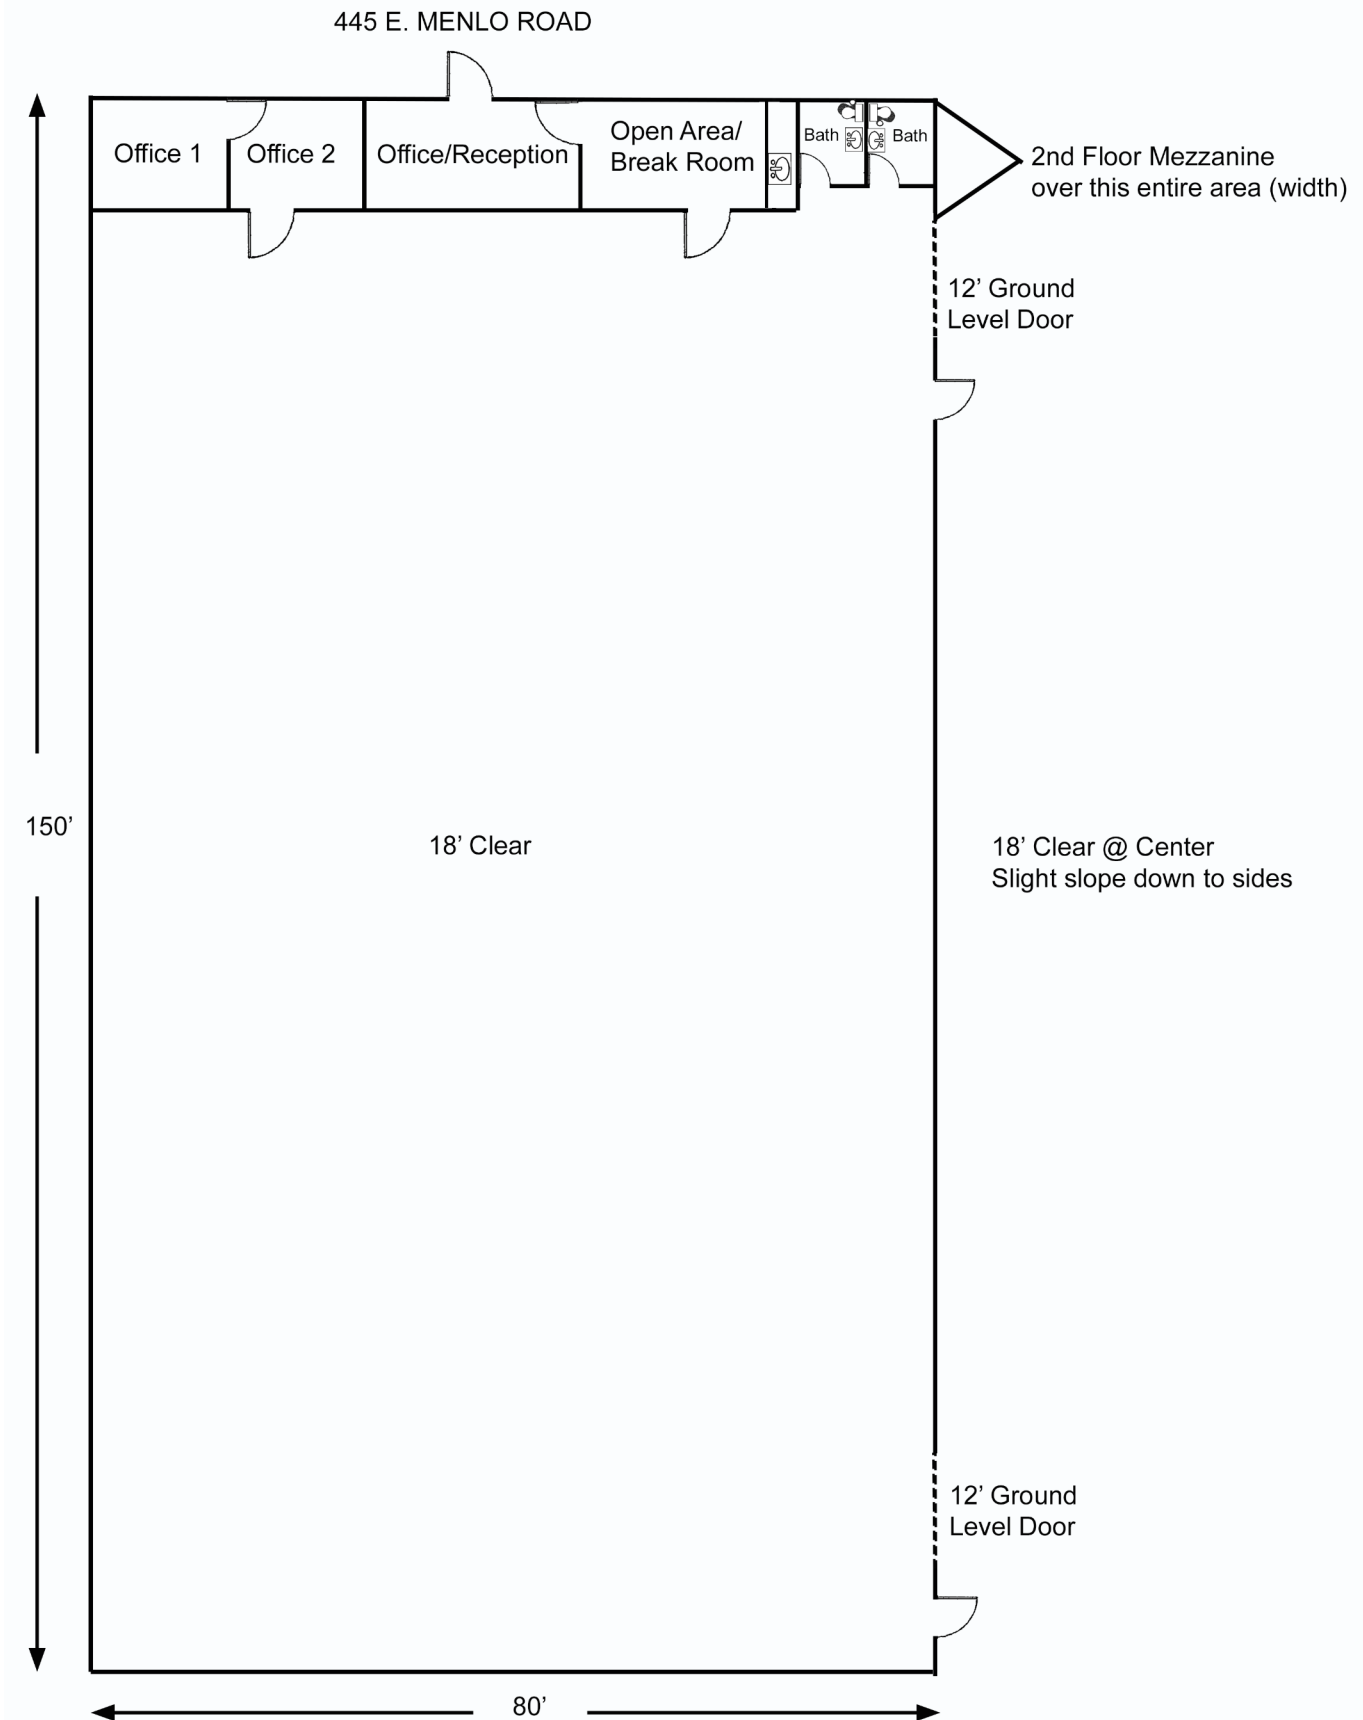 445 E. MENLO ROAD
Office 1
Office 2
Office/Reception
Open Area/
Break Room
Bath
Bath
2nd Floor Mezzanine
over this entire area (width)
12’ Ground
Level Door
150’
18’ Clear
18’ Clear @ Center
Slight slope down to sides
12’ Ground
Level Door
80’